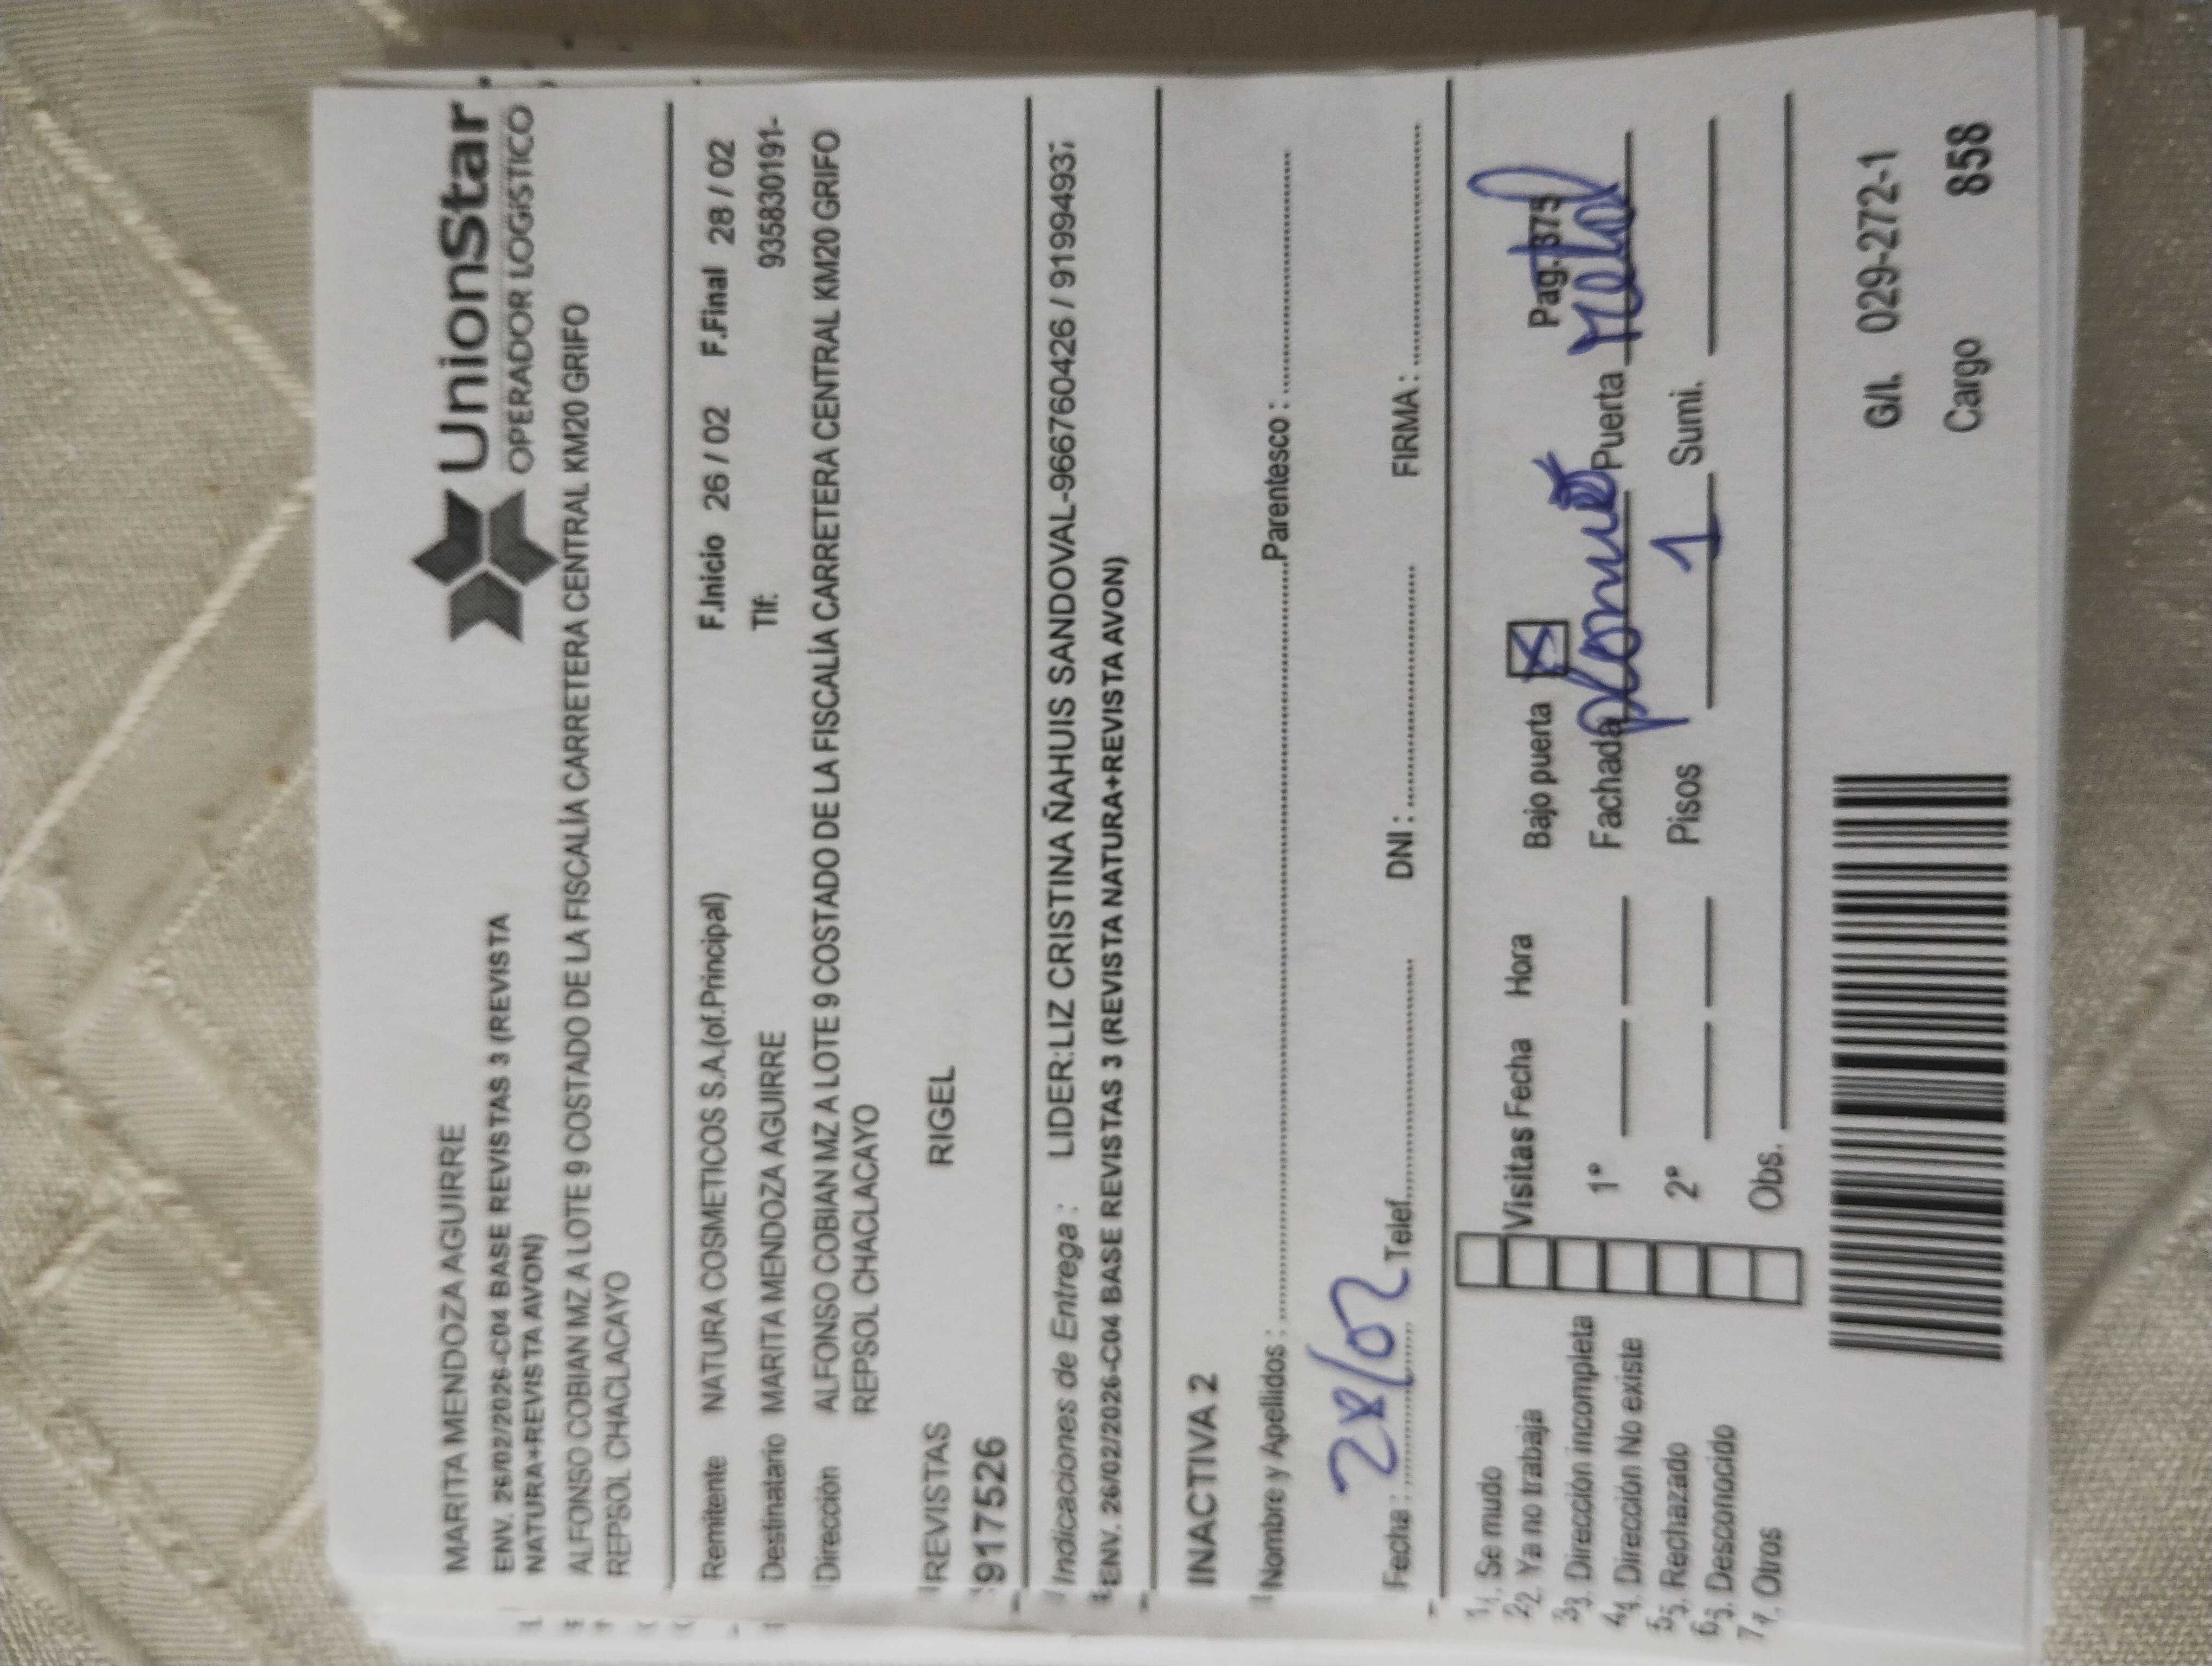 MARITA MENDOZA AGUIRRE
UnionStar
OPERADOR LOGÍSTICO
ENV. 26/02/2026-C04 BASE REVISTAS 3 (REVISTA
NATURA+REVISTA AVON)
ALFONSO COBIAN MZ A LOTE 9 COSTADO DE LA FISCALÍA CARRETERA CENTRAL KM20 GRIFO
REPSOL CHACLACAYO
Remitente NATURA COSMETICOS S.A.(of.Principal) F.Inicio 26 / 02 F.Final 28 / 02
Destinatario MARITA MENDOZA AGUIRRE Tlf: 935830191-
Dirección ALFONSO COBIAN MZ A LOTE 9 COSTADO DE LA FISCALÍA CARRETERA CENTRAL KM20 GRIFO
REPSOL CHACLACAYO
REVISTAS RIGEL
9175526
Indicaciones de Entrega : LIDER:LIZ CRISTINA ÑAHUIS SANDOVAL-966760426 / 91994937
ENV. 26/02/2026-C04 BASE REVISTAS 3 (REVISTA NATURA+REVISTA AVON)
INACTIVA 2
Nombre y Apellidos : Parentesco :
Fecha : 28/02 Telef. DNI : FIRMA :
1. Se mudo
2. Ya no trabaja
3. Dirección incompleta
4. Dirección No existe
5. Rechazado
6. Desconocido
7. Otros
Visitas Fecha Hora Bajo puerta X Pag. 375
1° Fachada Puerta Metal
2° Pisos 1 Sumi.
Obs.
G/I. 029-272-1
Cargo 858